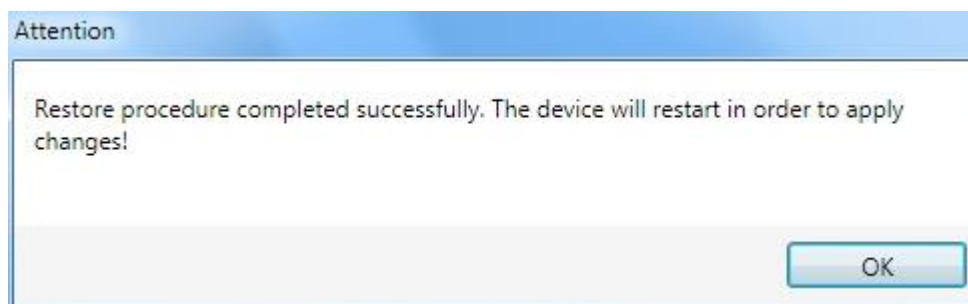 Attention
Restore procedure completed successfully. The device will restart in order to apply
changes!
OK